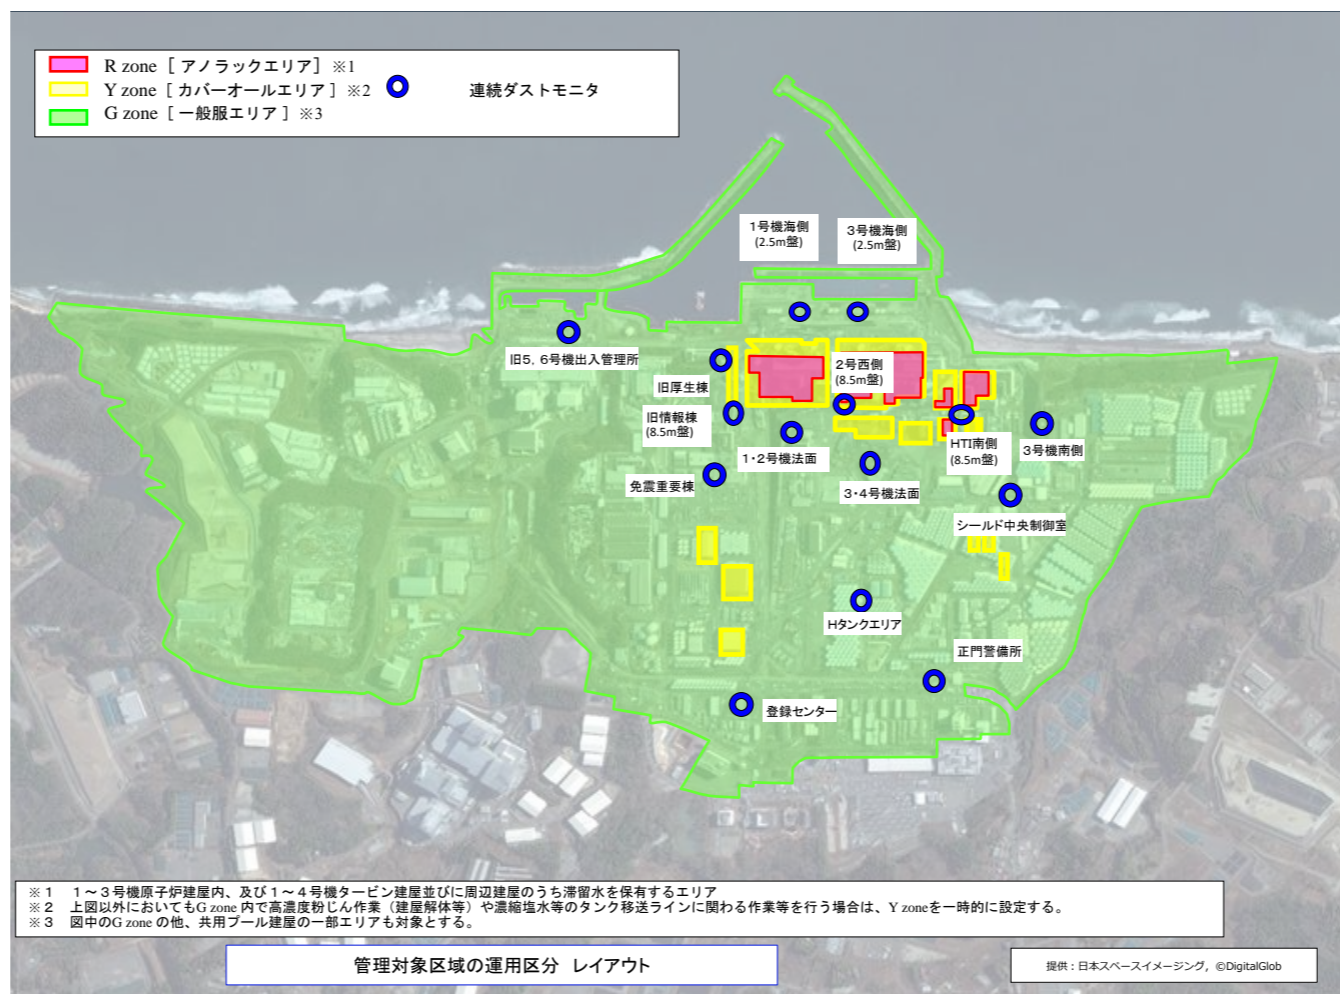 R zone［アノラックエリア］※1
Y zone［カバーオールエリア］※2
G zone［一般服エリア］※3
連続ダストモニタ
1号機海側
(2.5m盤)
3号機海側
(2.5m盤)
旧5．6号機出入管理所
旧厚生棟
2号西側
(8.5m盤)
旧情報棟
(8.5m盤)
1・2号機法面
HTI南側
(8.5m盤)
3号機南側
免震重要棟
3・4号機法面
シールド中央制御室
Hタンクエリア
正門警備所
登録センター
※１　１～３号機原子炉建屋内、及び１～４号機タービン建屋並びに周辺建屋のうち滞留水を保有するエリア
※２　上図以外においてもG zone 内で高濃度粉じん作業（建屋解体等）や濃縮塩水等のタンク移送ラインに関わる作業等を行う場合は、Y zoneを一時的に設定する。
※３　図中のG zone の他、共用プール建屋の一部エリアも対象とする。
管理対象区域の運用区分 レイアウト
提供：日本スペースイメージング，©DigitalGlob